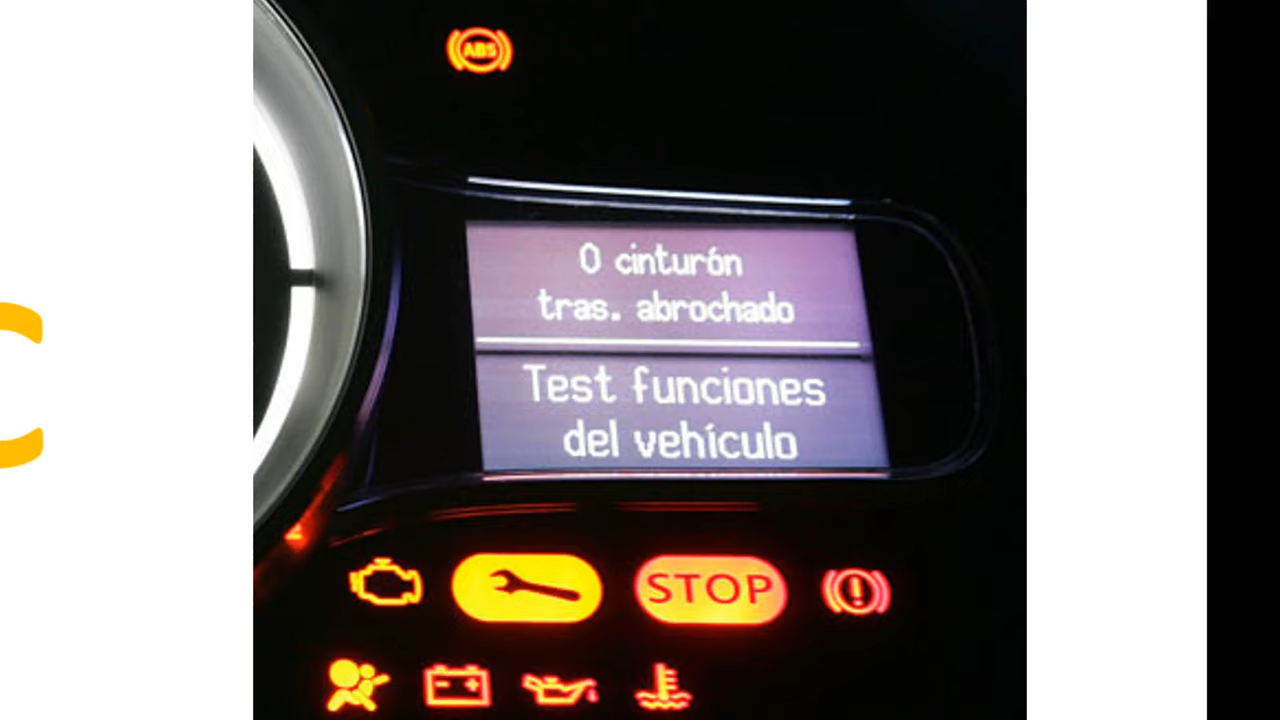 ABS
0 cinturón
tras. abrochado
Test funciones
del vehículo
STOP